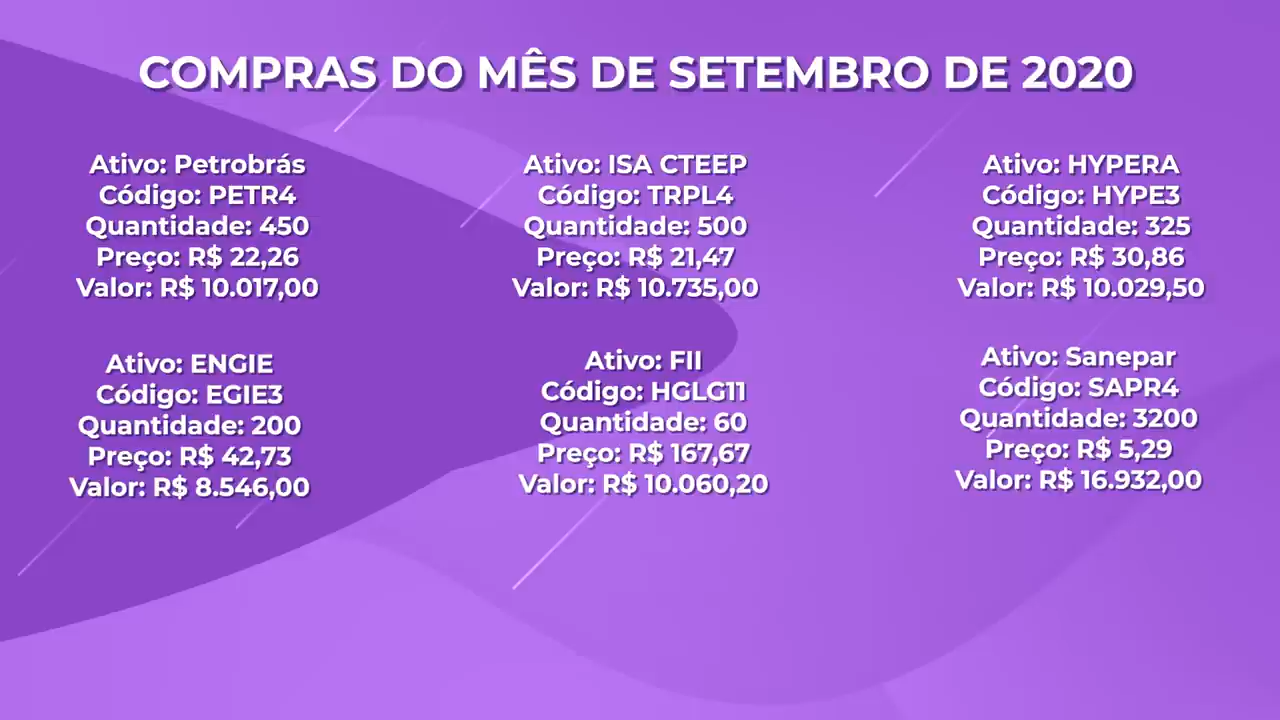 COMPRAS DO MÊS DE SETEMBRO DE 2020
Ativo: Petrobrás
Código: PETR4
Quantidade: 450
Preço: R$ 22,26
Valor: R$ 10.017,00
Ativo: ISA CTEEP
Código: TRPL4
Quantidade: 500
Preço: R$ 21,47
Valor: R$ 10.735,00
Ativo: HYPERA
Código: HYPE3
Quantidade: 325
Preço: R$ 30,86
Valor: R$ 10.029,50
Ativo: ENGIE
Código: EGIE3
Quantidade: 200
Preço: R$ 42,73
Valor: R$ 8.546,00
Ativo: FII
Código: HGLG11
Quantidade: 60
Preço: R$ 167,67
Valor: R$ 10.060,20
Ativo: Sanepar
Código: SAPR4
Quantidade: 3200
Preço: R$ 5,29
Valor: R$ 16.932,00